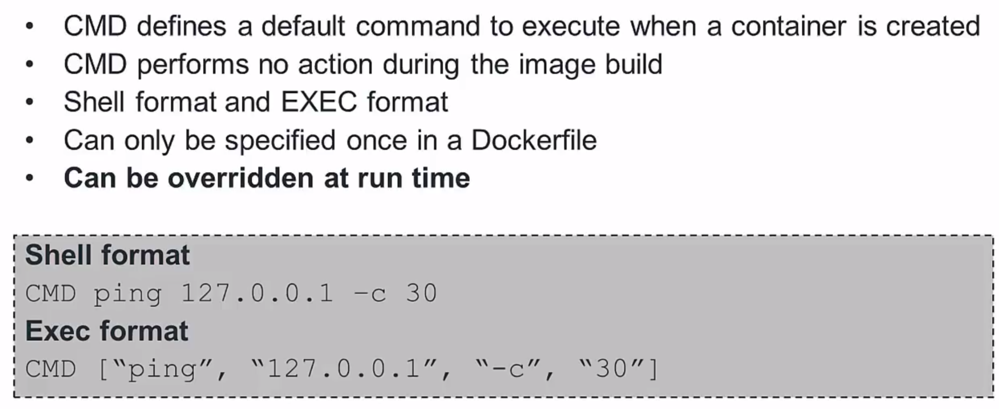 • CMD defines a default command to execute when a container is created
• CMD performs no action during the image build
• Shell format and EXEC format
• Can only be specified once in a Dockerfile
• Can be overridden at run time
Shell format
CMD ping 127.0.0.1 –c 30
Exec format
CMD [“ping”, “127.0.0.1”, “-c”, “30”]